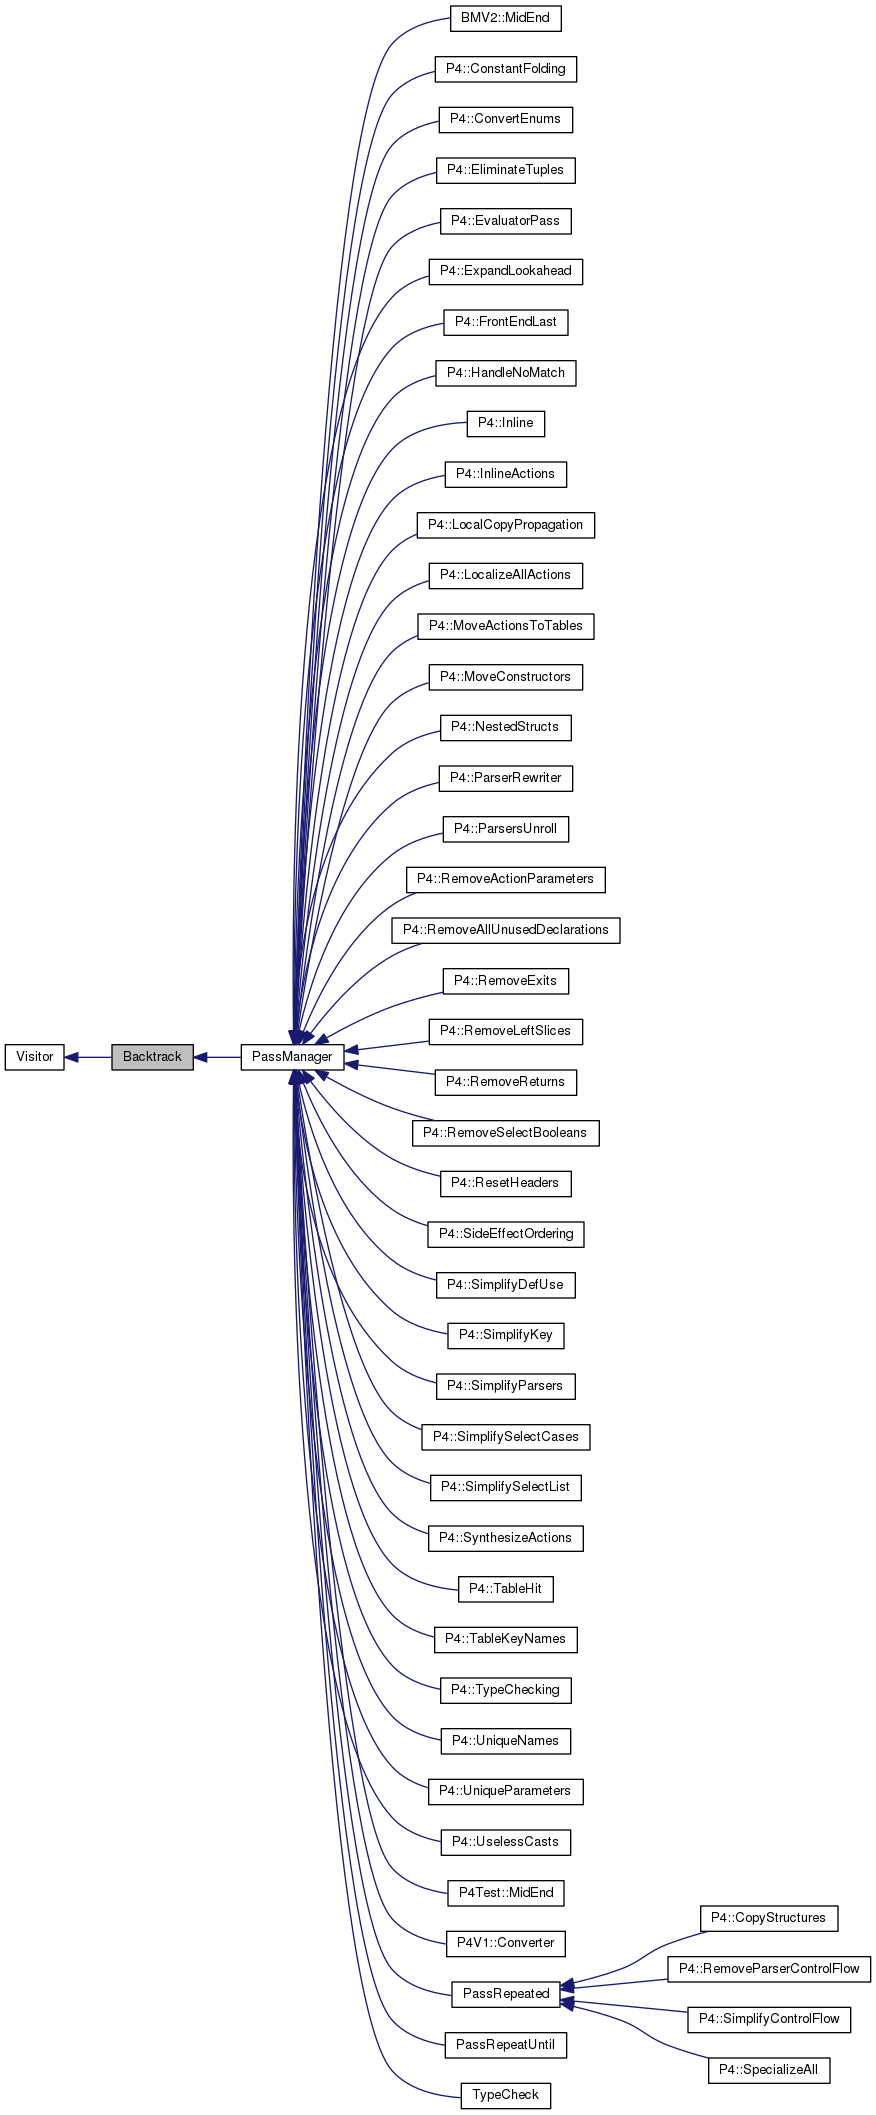 BMV2::MidEnd
P4::ConstantFolding
P4::ConvertEnums
P4::EliminateTuples
P4::EvaluatorPass
P4::ExpandLookahead
P4::FrontEndLast
P4::HandleNoMatch
P4::Inline
P4::InlineActions
P4::LocalCopyPropagation
P4::LocalizeAllActions
P4::MoveActionsToTables
P4::MoveConstructors
P4::NestedStructs
P4::ParserRewriter
P4::ParsersUnroll
P4::RemoveActionParameters
P4::RemoveAllUnusedDeclarations
P4::RemoveExits
P4::RemoveLeftSlices
Visitor
Backtrack
PassManager
P4::RemoveReturns
P4::RemoveSelectBooleans
P4::ResetHeaders
P4::SideEffectOrdering
P4::SimplifyDefUse
P4::SimplifyKey
P4::SimplifyParsers
P4::SimplifySelectCases
P4::SimplifySelectList
P4::SynthesizeActions
P4::TableHit
P4::TableKeyNames
P4::TypeChecking
P4::UniqueNames
P4::UniqueParameters
P4::UselessCasts
P4Test::MidEnd
P4V1::Converter
PassRepeated
PassRepeatUntil
TypeCheck
P4::CopyStructures
P4::RemoveParserControlFlow
P4::SimplifyControlFlow
P4::SpecializeAll